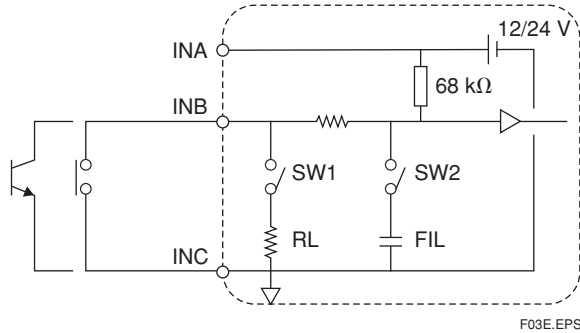 12/24 V
INA
68 kΩ
INB
SW1
SW2
RL
FIL
INC
F03E.EPS